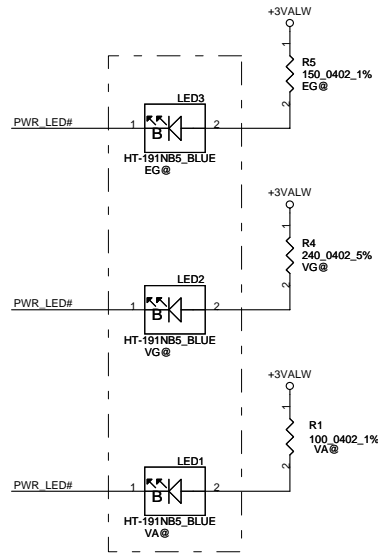 +3VALW
1
R5
150_0402_1%
EG@
2
LED3
PWR_LED#
1
B
2
HT-191NB5_BLUE
EG@
+3VALW
1
R4
240_0402_5%
VG@
2
LED2
PWR_LED#
1
B
2
HT-191NB5_BLUE
VG@
+3VALW
1
R1
100_0402_1%
VA@
2
LED1
PWR_LED#
1
B
2
HT-191NB5_BLUE
VA@